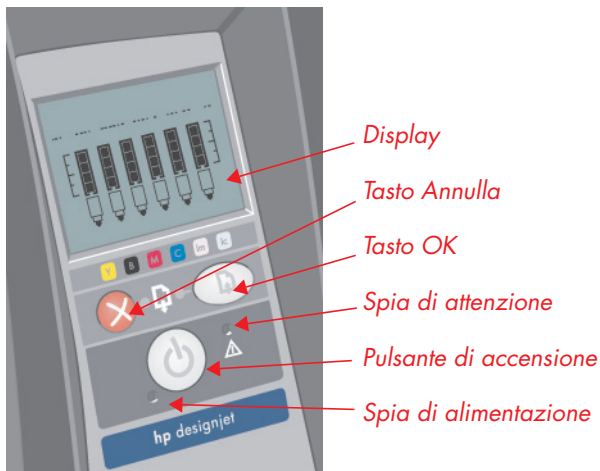 Display
Tasto Annulla
Y B M C lm lc
Tasto OK
Spia di attenzione
Pulsante di accensione
Spia di alimentazione
hp designjet